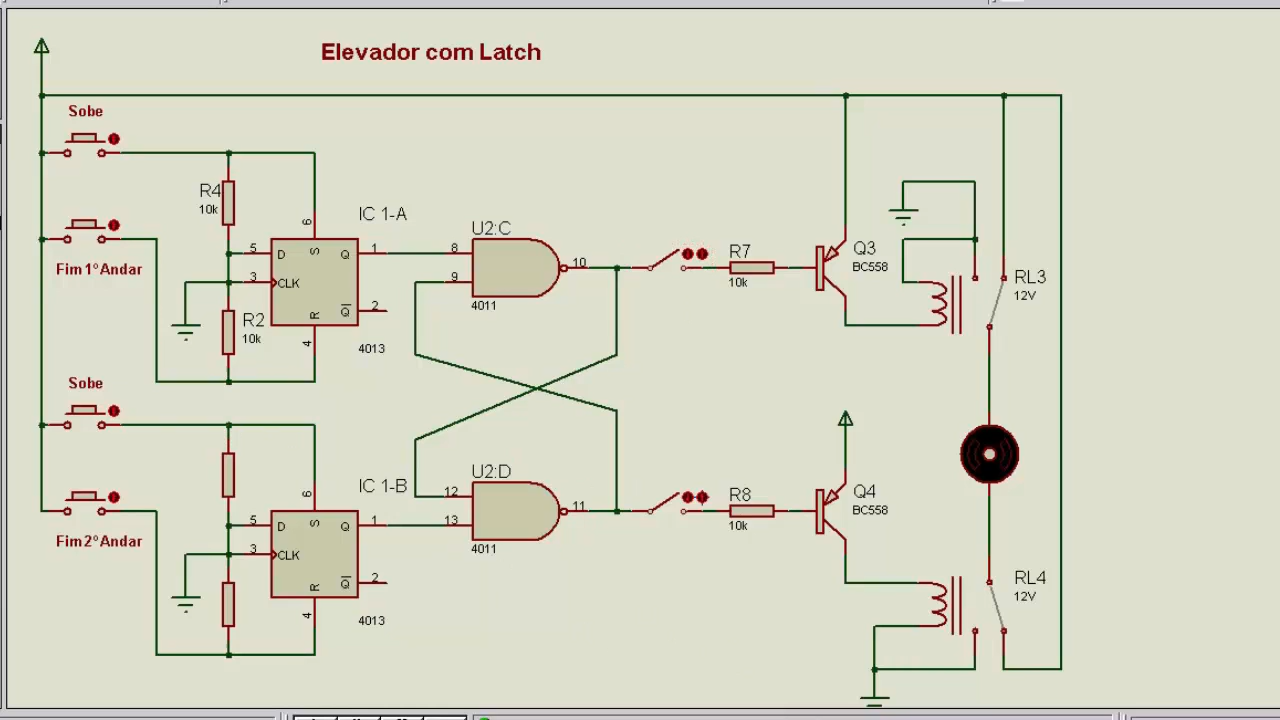 Elevador com Latch
Sobe
Fim 1º Andar
R4
10k
R2
10k
IC 1-A
5
D
S
Q
1
3
CLK
6
R
Q
2
4
4013
U2:C
8
9
10
4011
R7
10k
Q3
BC558
RL3
12V
Sobe
Fim 2º Andar
IC 1-B
5
D
S
Q
1
3
CLK
6
R
Q
2
4
4013
U2:D
12
13
11
4011
R8
10k
Q4
BC558
RL4
12V